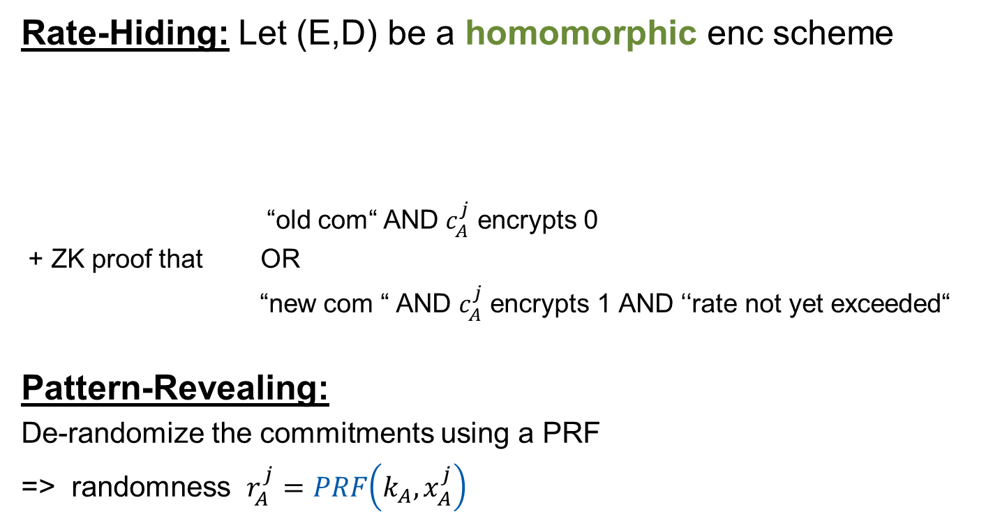 Rate-Hiding: Let (E,D) be a homomorphic enc scheme
“old com“ AND $c_A^j$ encrypts 0
+ ZK proof that OR
“new com “ AND $c_A^j$ encrypts 1 AND ‘‘rate not yet exceeded“
Pattern-Revealing:
De-randomize the commitments using a PRF
=> randomness $r_A^j = PRF(k_A, x_A^j)$